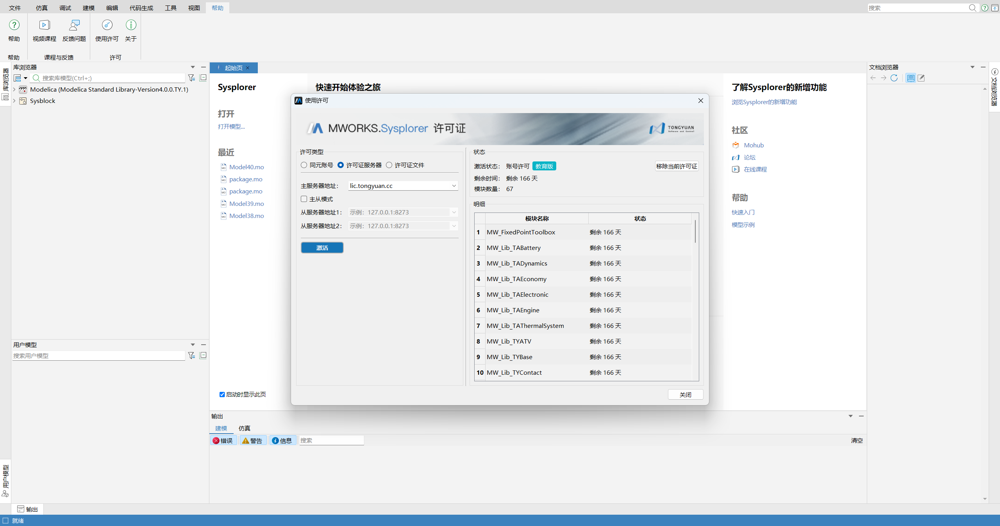 文件 仿真 调试 建模 编辑 代码生成 工具 视图 帮助 搜索
帮助 视频课程 反馈问题 使用许可 关于
帮助 课程与反馈 许可
库浏览器
库浏览器
搜索库模型(Ctrl+;)
Modelica (Modelica Standard Library-Version4.0.0.TY.1)
Sysblock
用户模型
搜索用户模型
用户模型
起始页
Sysplorer
打开
打开模型...
最近
Model40.mo
package.mo
package.mo
Model39.mo
Model38.mo
启动时显示此页
快速开始体验之旅
使用许可
MWORKS.Sysplorer 许可证
TONGYUAN
Software and Control
许可类型
同元账号 许可证服务器 许可证文件
主服务器地址: lic.tongyuan.cc
主从模式
从服务器地址1: 示例: 127.0.0.1:8273
从服务器地址2: 示例: 127.0.0.1:8273
激活
状态
激活状态: 账号许可 教育版 移除当前许可证
剩余时间: 剩余 166 天
模块数量: 67
明细
模块名称 状态
1 MW_FixedPointToolbox 剩余 166 天
2 MW_Lib_TABattery 剩余 166 天
3 MW_Lib_TADynamics 剩余 166 天
4 MW_Lib_TAEconomy 剩余 166 天
5 MW_Lib_TAElectronic 剩余 166 天
6 MW_Lib_TAEngine 剩余 166 天
7 MW_Lib_TAThermalSystem 剩余 166 天
8 MW_Lib_TYATV 剩余 166 天
9 MW_Lib_TYBase 剩余 166 天
10 MW_Lib_TYContact 剩余 166 天
关闭
了解Sysplorer的新增功能
浏览Sysplorer的新增功能
社区
Mohub
论坛
在线课程
帮助
快速入门
模型示例
文档浏览器
文档浏览器
输出
建模 仿真
错误 警告 信息 搜索 清空
输出
就绪